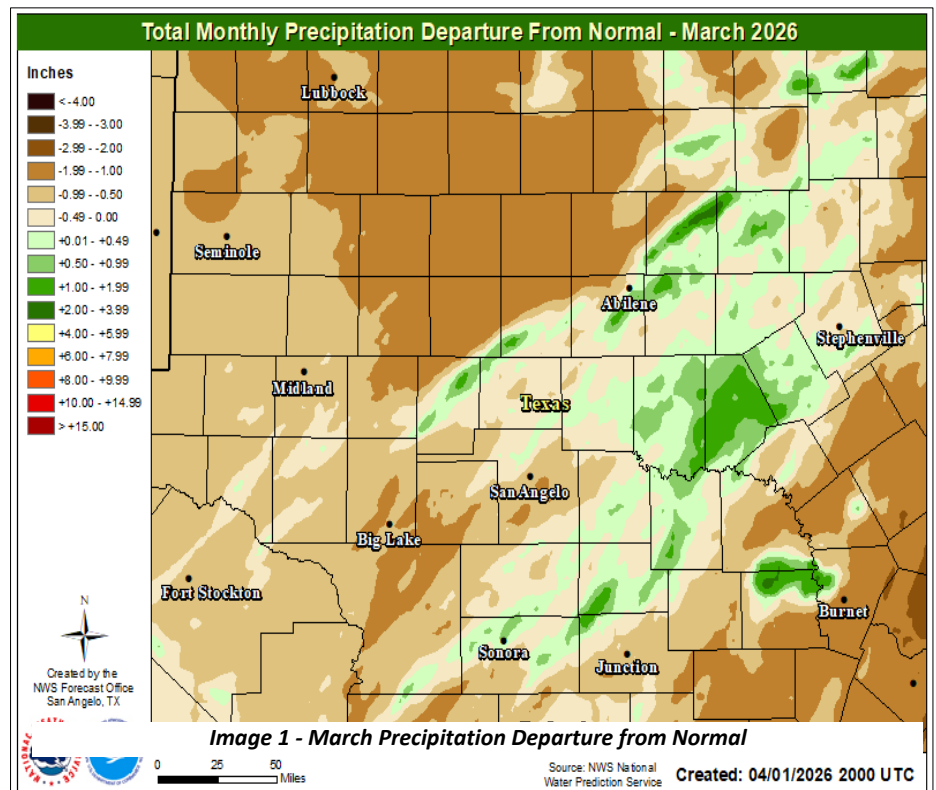 Total Monthly Precipitation Departure From Normal - March 2026
Inches
< -4.00
-3.99 - -3.00
-2.99 - -2.00
-1.99 - -1.00
-0.99 - -0.50
-0.49 - 0.00
+0.01 - +0.49
+0.50 - +0.99
+1.00 - +1.99
+2.00 - +3.99
+4.00 - +5.99
+6.00 - +7.99
+8.00 - +9.99
+10.00 - +14.99
> +15.00
Lubbock
Seminole
Abilene
Stephenville
Midland
Texas
San Angelo
Big Lake
Fort Stockton
Burnet
Sonora
Junction
N
Created by the
NWS Forecast Office
San Angelo, TX
Image 1 - March Precipitation Departure from Normal
0 25 50
Miles
Source: NWS National
Water Prediction Service
Created: 04/01/2026 2000 UTC